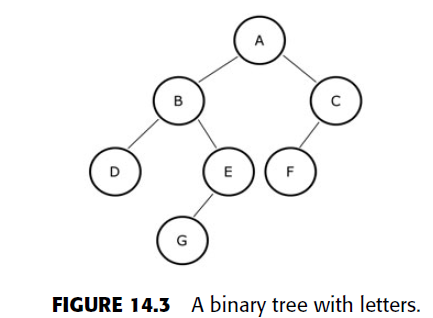 A
B C
D E F
G
FIGURE 14.3 A binary tree with letters.